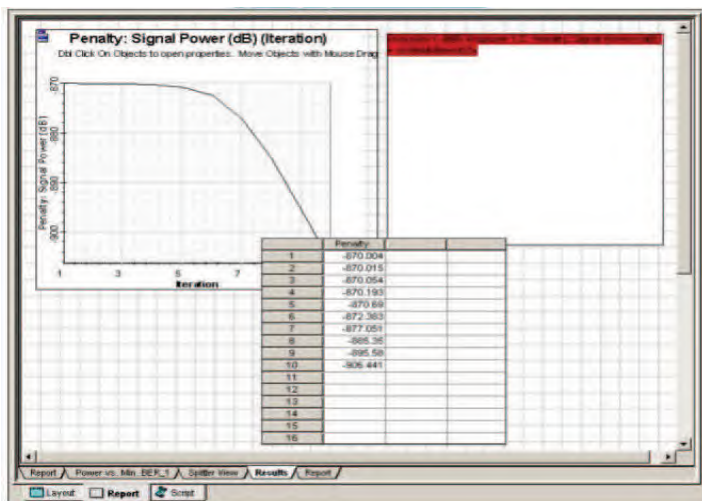 Penalty: Signal Power (dB) (Iteration)
Dbl Click On Objects to open properties. Move Objects with Mouse Drag
Penalty: Signal Power (dB)
-870
-880
-890
-900
1
3
5
7
Iteration
Penalty
1 -870.004
2 -870.015
3 -870.054
4 -870.193
5 -870.69
6 -872.363
7 -877.051
8 -885.35
9 -895.58
10 -906.441
11
12
13
14
15
16
Report
Power vs. Min. BER_1
Splitter View
Results
Report
Layout
Report
Script